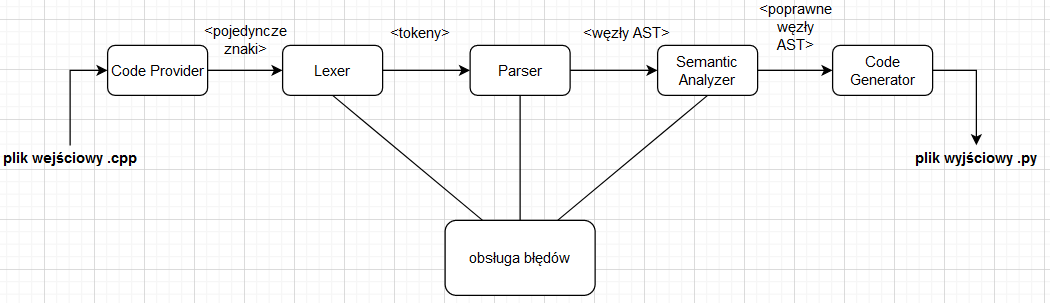 <pojedyncze
znaki>
<tokeny>
<węzły AST>
<poprawne
węzły
AST>
Code Provider
Lexer
Parser
Semantic
Analyzer
Code
Generator
plik wejściowy .cpp
plik wyjściowy .py
obsługa błędów